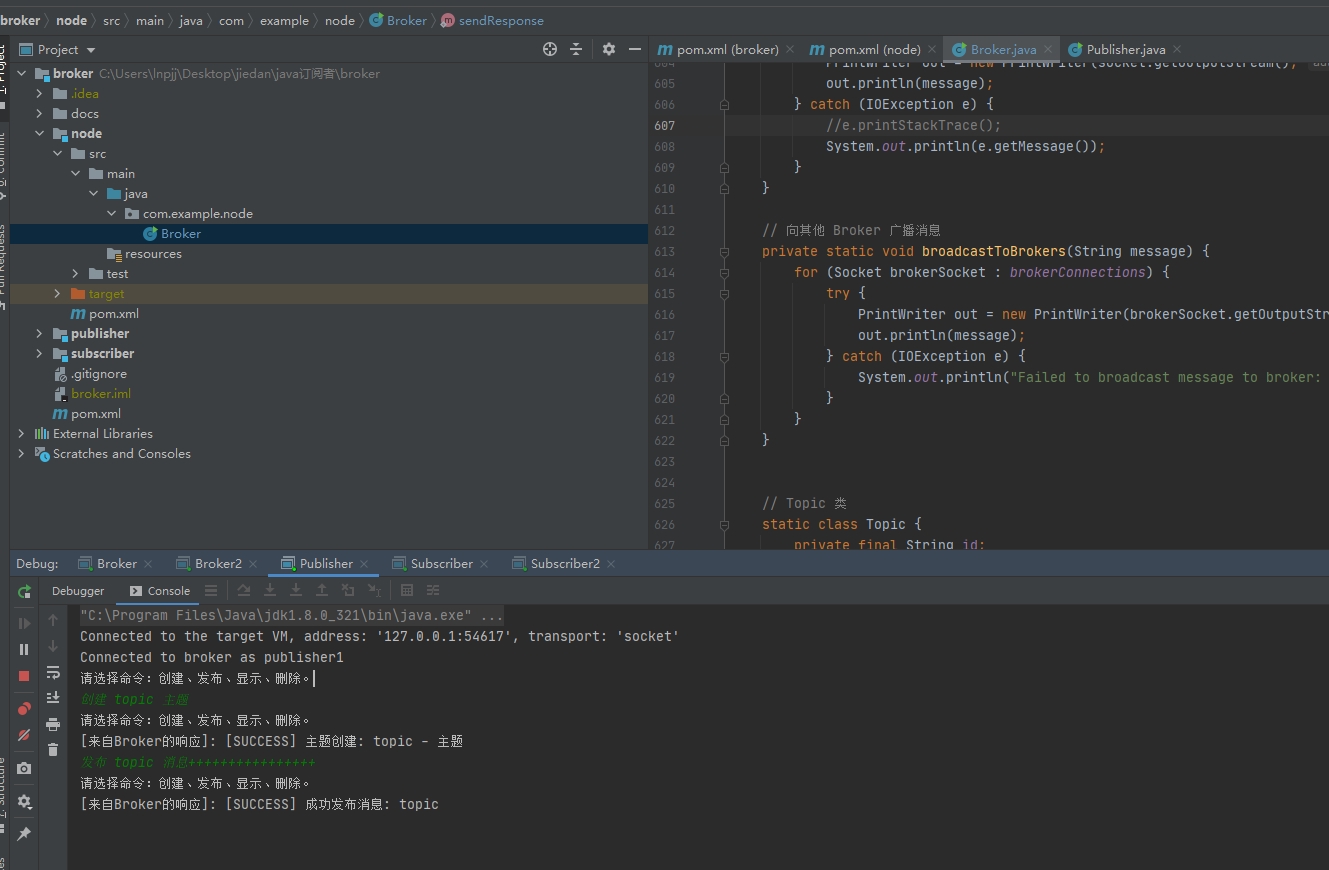 broker node src main java com example node Broker sendResponse
Project
pom.xml (broker) pom.xml (node) Broker.java Publisher.java
broker C:\Users\lnpjj\Desktop\jiedan\java订阅者\broker
.idea
docs
node
src
main
java
com.example.node
Broker
resources
test
target
pom.xml
publisher
subscriber
.gitignore
broker.iml
pom.xml
External Libraries
Scratches and Consoles
604 PrintWriter out = new PrintWriter(socket.getOutputStream(),
605 out.println(message);
606 } catch (IOException e) {
607 //e.printStackTrace();
608 System.out.println(e.getMessage());
609 }
610 }
611
612 // 向其他 Broker 广播消息
613 private static void broadcastToBrokers(String message) {
614 for (Socket brokerSocket : brokerConnections) {
615 try {
616 PrintWriter out = new PrintWriter(brokerSocket.getOutputStr
617 out.println(message);
618 } catch (IOException e) {
619 System.out.println("Failed to broadcast message to broker:
620 }
621 }
622 }
623
624
625 // Topic 类
626 static class Topic {
627 private final String id;
Debug: Broker Broker2 Publisher Subscriber Subscriber2
Debugger Console
"C:\Program Files\Java\jdk1.8.0_321\bin\java.exe" ...
Connected to the target VM, address: '127.0.0.1:54617', transport: 'socket'
Connected to broker as publisher1
请选择命令：创建、发布、显示、删除。
创建 topic 主题
请选择命令：创建、发布、显示、删除。
[来自Broker的响应]: [SUCCESS] 主题创建: topic - 主题
发布 topic 消息++++++++++++++++
请选择命令：创建、发布、显示、删除。
[来自Broker的响应]: [SUCCESS] 成功发布消息: topic